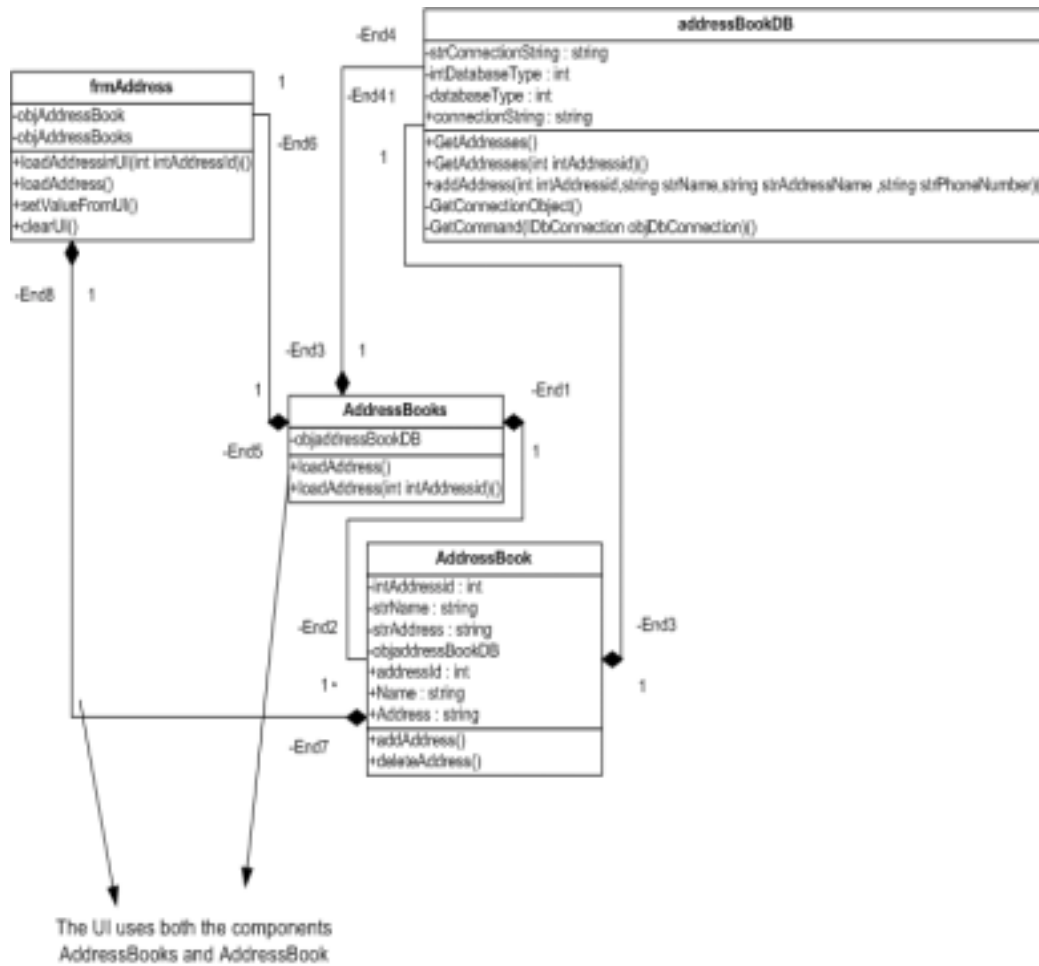 addressBookDB
-End4
-strConnectionString : string
-intDatabaseType : int
-databaseType : int
+connectionString : string
+GetAddresses()
+GetAddresses(int intAddressid)()
+addAddress(int intAddressid,string strName,string strAddressName ,string strPhoneNumber)(
-GetConnectionObject()
-GetCommand(IDbConnection objDbConnection)()
1
frmAddress
-objAddressBook
-objAddressBooks
+loadAddressinUI(int intAddressId)()
+loadAddress()
+setValueFromUI()
+clearUI()
-End4 1
-End6
1
-End8
1
-End3
1
1
-End5
AddressBooks
-objaddressBookDB
+loadAddress()
+loadAddress(int intAddressid)()
-End1
1
AddressBook
-intAddressid : int
-strName : string
-strAddress : string
-objaddressBookDB
+addressId : int
+Name : string
+Address : string
+addAddress()
+deleteAddress()
-End2
1 *
-End7
-End3
1
The UI uses both the components
AddressBooks and AddressBook